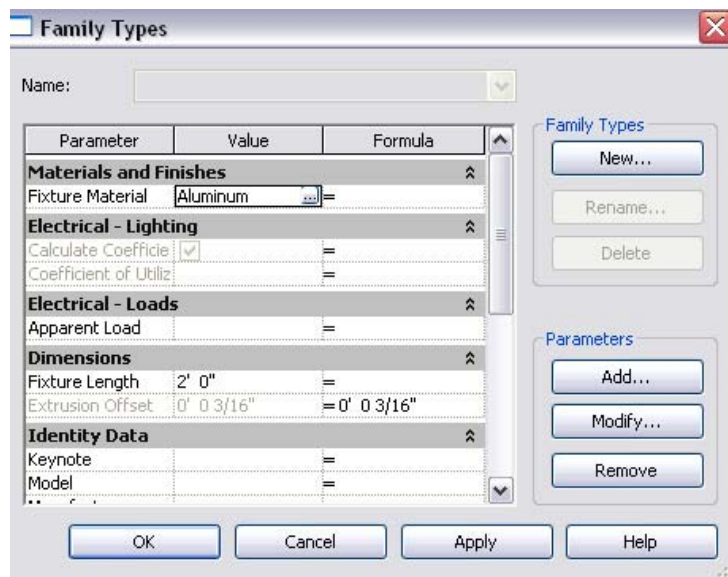 Family Types
Name:
Parameter Value Formula
Materials and Finishes
Fixture Material Aluminum ... =
Electrical - Lighting
Calculate Coefficie =
Coefficient of Utiliz =
Electrical - Loads
Apparent Load =
Dimensions
Fixture Length 2' 0" =
Extrusion Offset 0' 0 3/16" = 0' 0 3/16"
Identity Data
Keynote =
Model =
Family Types
New...
Rename...
Delete
Parameters
Add...
Modify...
Remove
OK Cancel Apply Help